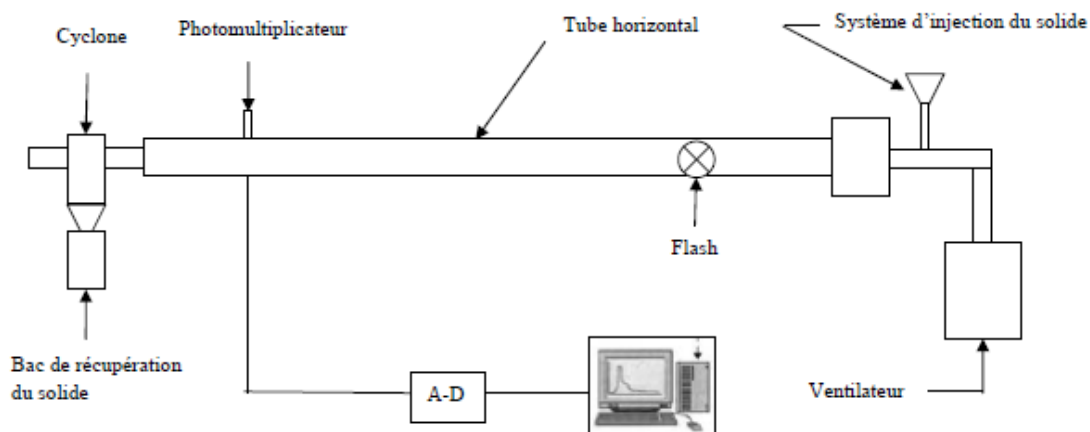 Système d’injection du solide
Photomultiplicateur
Tube horizontal
Cyclone
Flash
Bac de récupération
du solide
A-D
Ventilateur